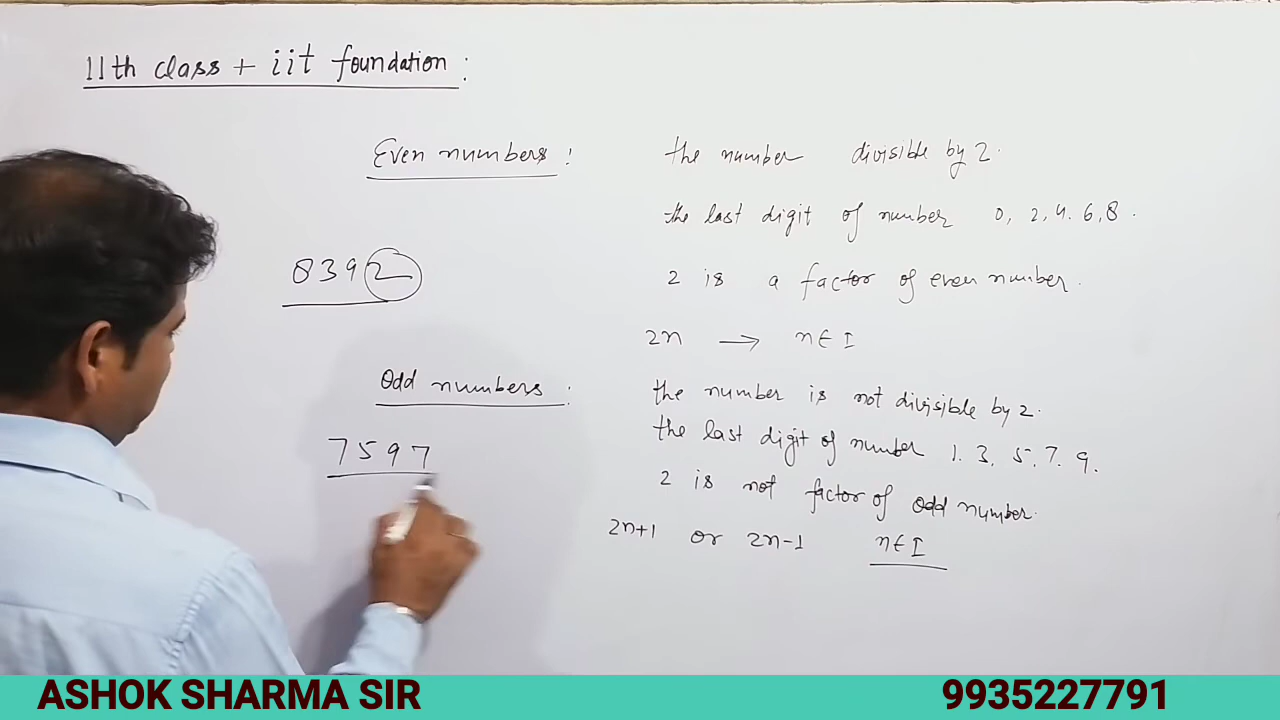 11th class + iit foundation :
Even numbers : the number divisible by 2.
the last digit of number 0, 2, 4. 6, 8.
8392
2 is a factor of even number.
2n → n ∈ I
Odd numbers : the number is not divisible by 2.
the last digit of number 1. 3. 5. 7. 9.
7597
2 is not factor of odd number.
2n+1 or 2n-1 n ∈ I
ASHOK SHARMA SIR 9935227791